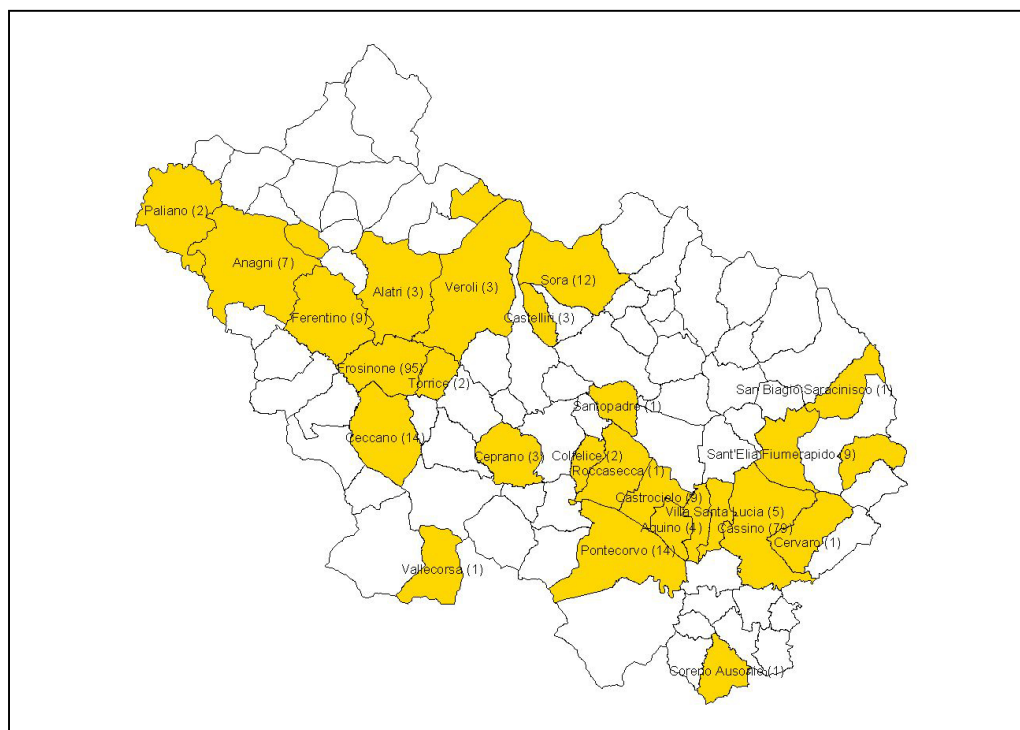 Paliano (2)
Anagni (7)
Alatri (3)
Veroli (3)
Sora (12)
Ferentino (9)
Castelliri (3)
Frosinone (95)
Torrice (2)
San Biagio Saracinisco (1)
Santopadre (1)
Ceccano (14)
Ceprano (3)
Colfelice (2)
Sant'Elia Fiumerapido (9)
Roccasecca (1)
Castrocielo (9)
Villa Santa Lucia (5)
Aquino (4)
Cassino (79)
Cervaro (1)
Pontecorvo (14)
Vallecorsa (1)
Coreno Ausonio (1)